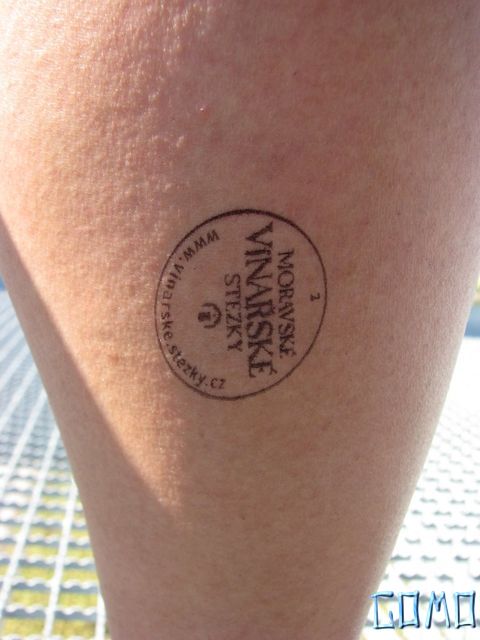 2
MORAVSKÉ
VINAŘSKÉ
STEZKY
www.vinarske.stezky.cz
COMO